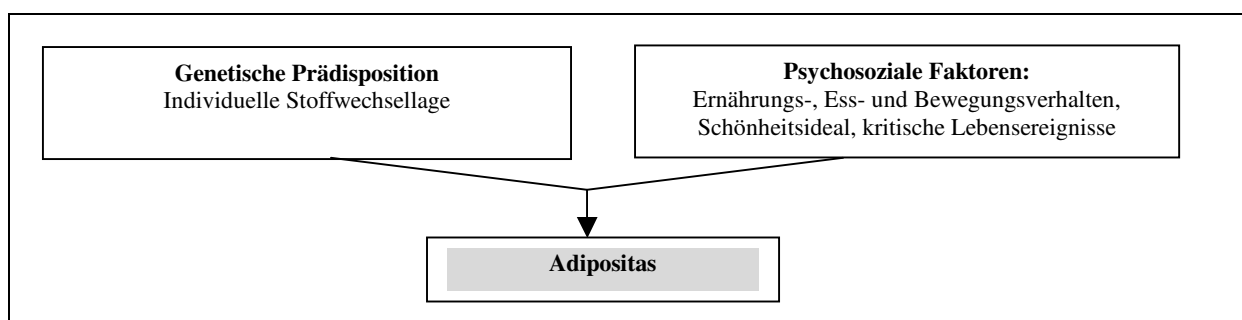 Genetische Prädisposition
Individuelle Stoffwechsellage
Psychosoziale Faktoren:
Ernährungs-, Ess- und Bewegungsverhalten,
Schönheitsideal, kritische Lebensereignisse
Adipositas